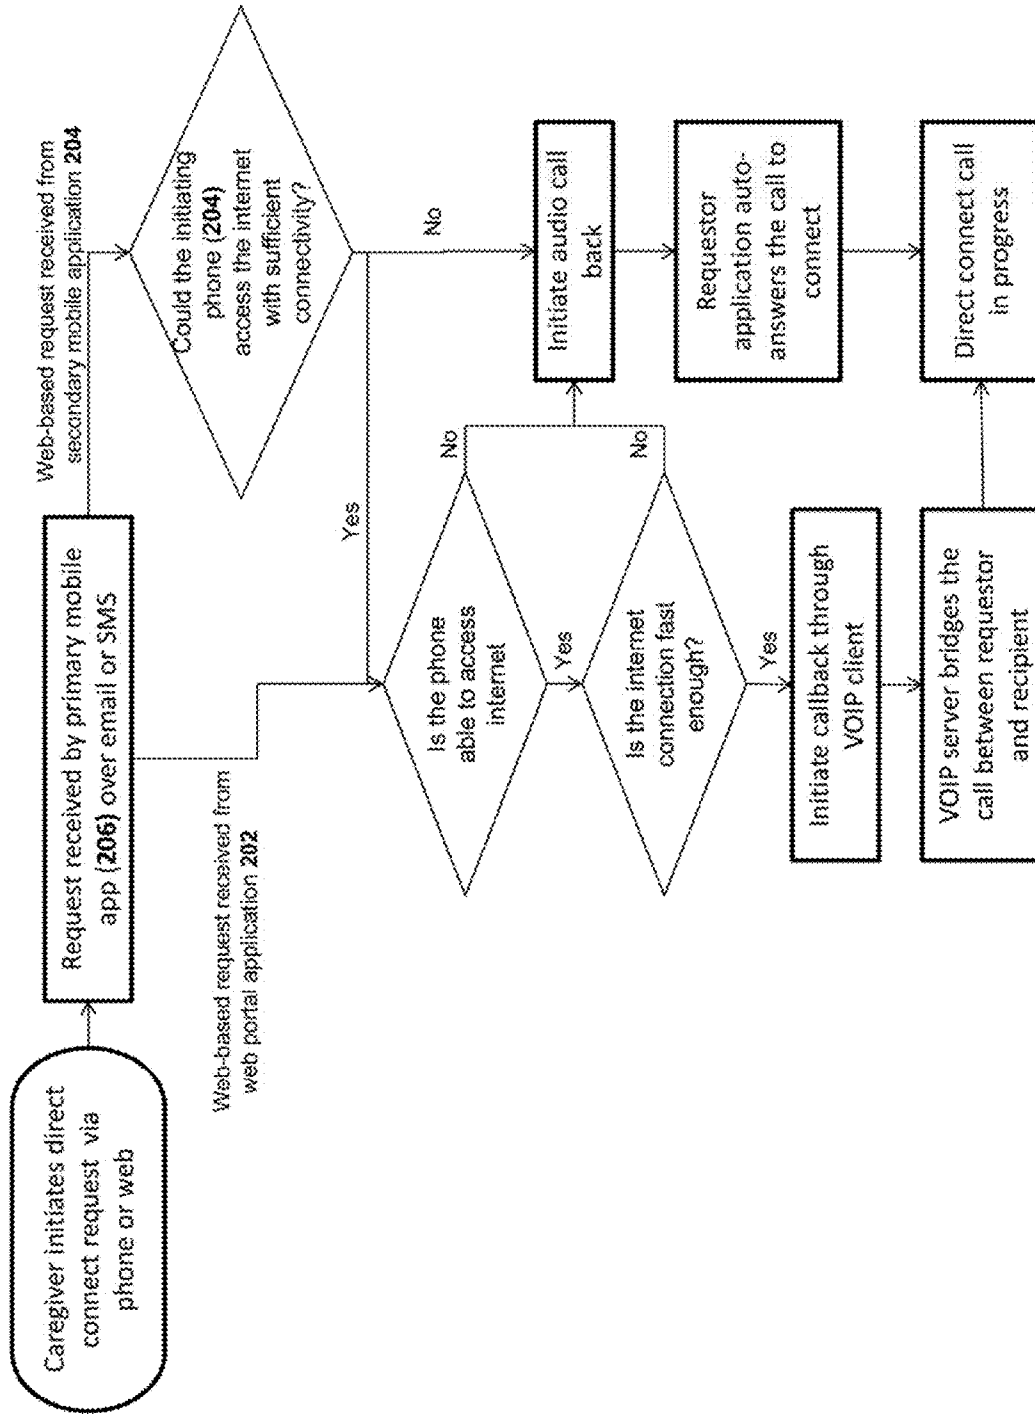 Caregiver initiates direct
connect request via
phone or web
Request received by primary mobile
app (206) over email or SMS
Web-based request received from
secondary mobile application 204
Could the initiating
phone (204)
access the internet
with sufficient
connectivity?
Web-based request received from
web portal application 202
Yes
No
Is the phone
able to access
internet
No
Yes
Is the internet
connection fast
enough?
No
Yes
Initiate audio call
back
Requestor
application auto-
answers the call to
connect
Initiate callback through
VOIP client
VOIP server bridges the
call between requestor
and recipient
Direct connect call
in progress